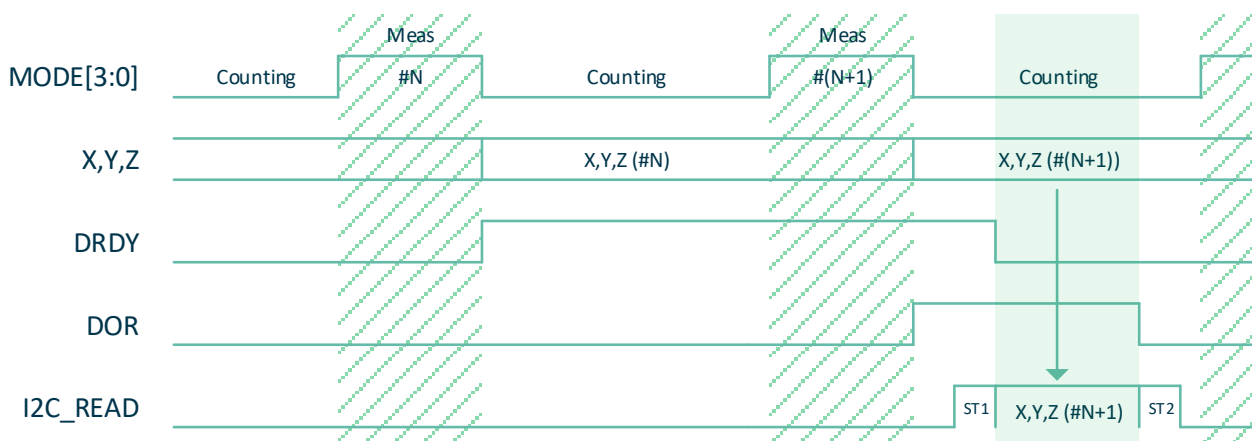 Meas Meas
MODE[3:0] Counting #N Counting #(N+1) Counting
X,Y,Z X,Y,Z (#N) X,Y,Z (#(N+1))
DRDY
DOR
I2C_READ ST1 X,Y,Z (#N+1) ST2